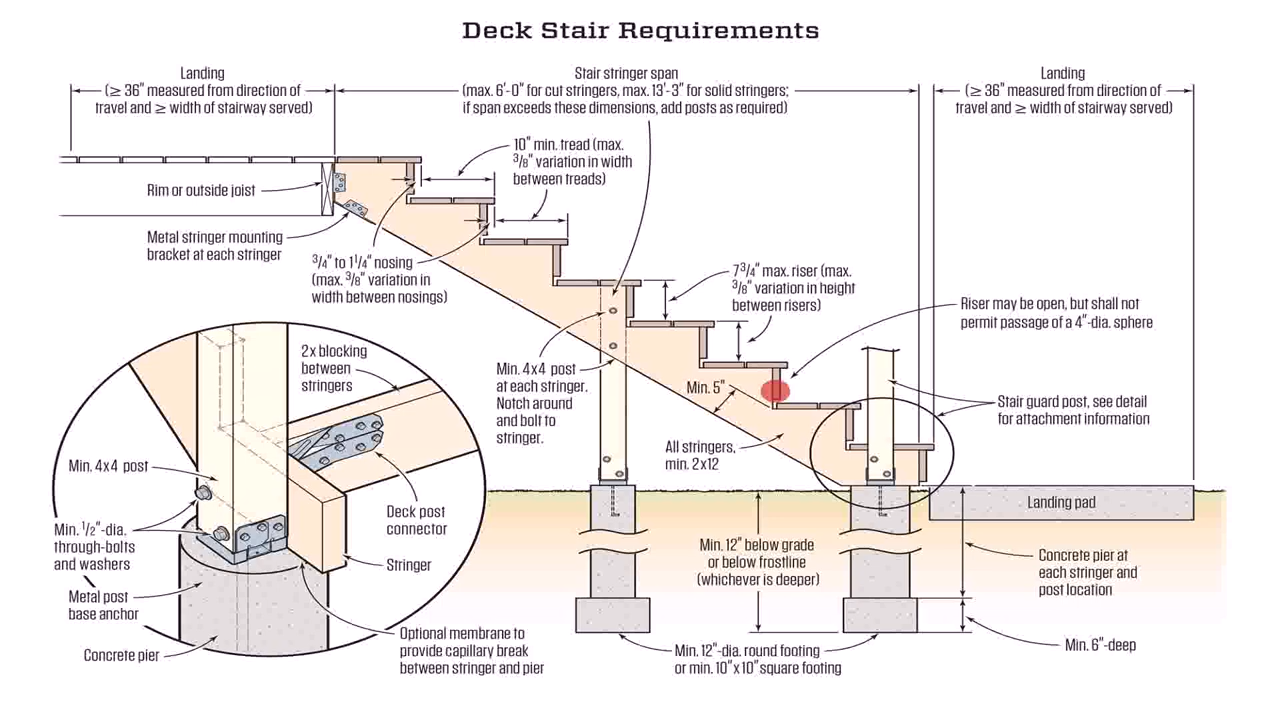 Deck Stair Requirements
Landing
(≥ 36" measured from direction of
travel and ≥ width of stairway served)
Stair stringer span
(max. 6'-0" for cut stringers, max. 13'-3" for solid stringers;
if span exceeds these dimensions, add posts as required)
Landing
(≥ 36" measured from direction of
travel and ≥ width of stairway served)
10" min. tread (max.
3/8" variation in width
between treads)
Rim or outside joist
Metal stringer mounting
bracket at each stringer
3/4" to 1 1/4" nosing
(max. 3/8" variation in
width between nosings)
7 3/4" max. riser (max.
3/8" variation in height
between risers)
Riser may be open, but shall not
permit passage of a 4"-dia. sphere
2x blocking
between
stringers
Min. 4x4 post
at each stringer.
Notch around
and bolt to
stringer.
Min. 5"
Stair guard post, see detail
for attachment information
All stringers,
min. 2x12
Min. 4x4 post
Deck post
connector
Landing pad
Min. 1/2"-dia.
through-bolts
and washers
Stringer
Min. 12" below grade
or below frostline
(whichever is deeper)
Concrete pier at
each stringer and
post location
Metal post
base anchor
Concrete pier
Optional membrane to
provide capillary break
between stringer and pier
Min. 12"-dia. round footing
or min. 10" x 10" square footing
Min. 6"-deep